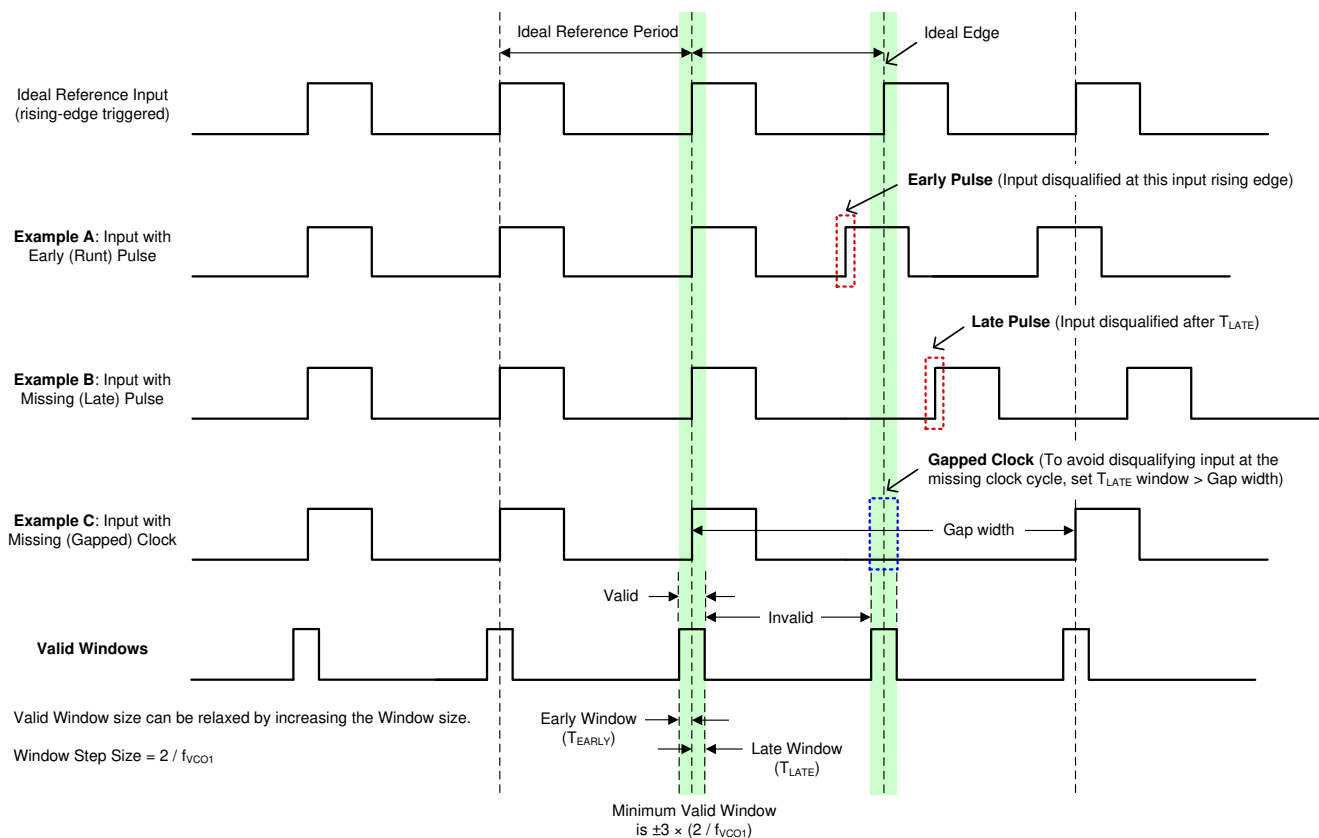 Ideal Reference Period
Ideal Edge
Ideal Reference Input
(rising-edge triggered)
Early Pulse (Input disqualified at this input rising edge)
Example A: Input with
Early (Runt) Pulse
Late Pulse (Input disqualified after TLATE)
Example B: Input with
Missing (Late) Pulse
Gapped Clock (To avoid disqualifying input at the
missing clock cycle, set TLATE window > Gap width)
Example C: Input with
Missing (Gapped) Clock
Gap width
Valid
Invalid
Valid Windows
Valid Window size can be relaxed by increasing the Window size.
Window Step Size = 2 / fVCO1
Early Window
(TEARLY)
Late Window
(TLATE)
Minimum Valid Window
is ±3 × (2 / fVCO1)